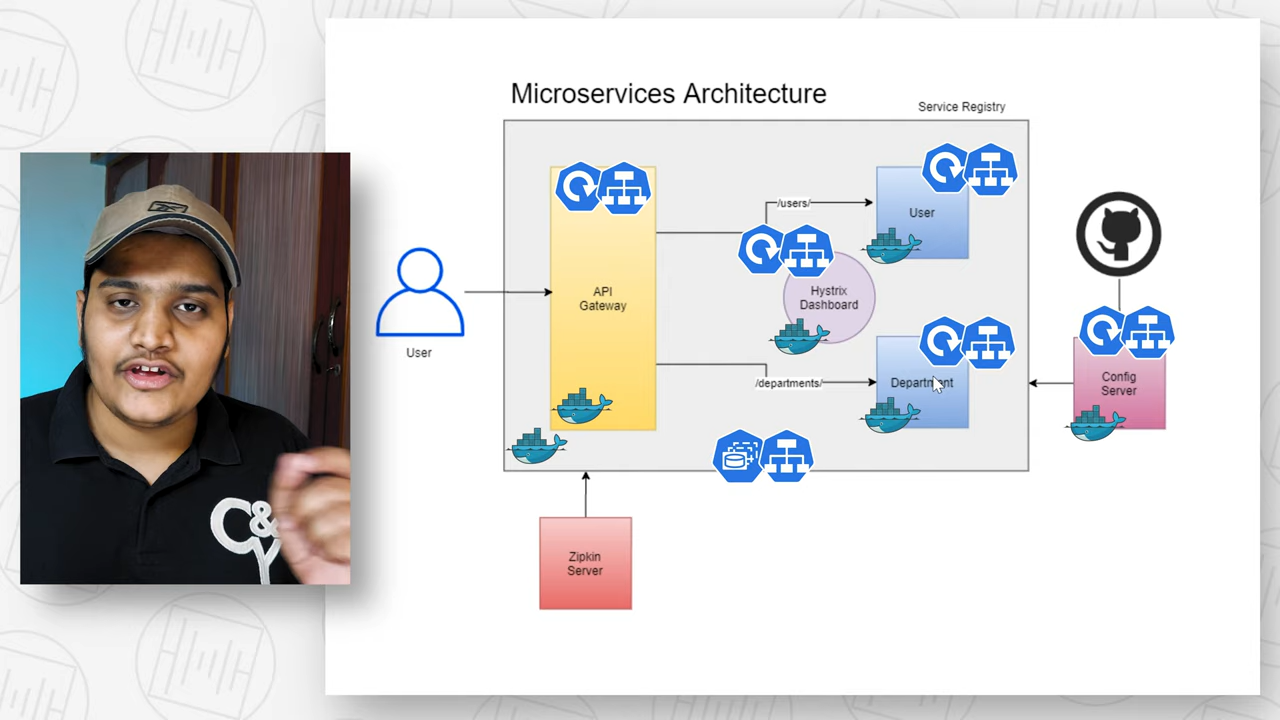 Microservices Architecture
Service Registry
/users/
User
API
Gateway
Hystrix
Dashboard
User
/departments/
Department
Config
Server
Zipkin
Server
C&